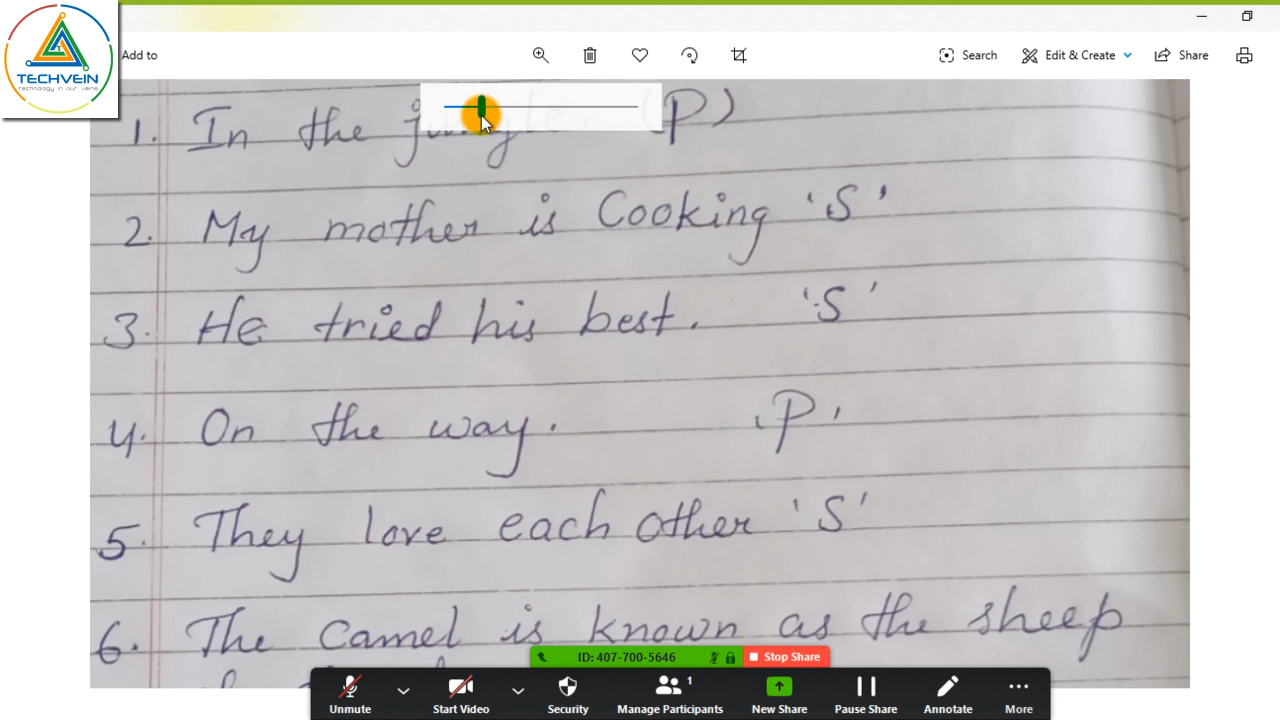 TECHVEIN
Technology in our veins
Add to
Search
Edit & Create
Share
1. In the jungle. (P)
2. My mother is Cooking 'S'
3. He tried his best. 'S'
4. On the way. 'P'
5. They love each other 'S'
6. The Camel is known as the sheep
ID: 407-700-5646
Stop Share
Unmute
Start Video
Security
1
Manage Participants
New Share
Pause Share
Annotate
More